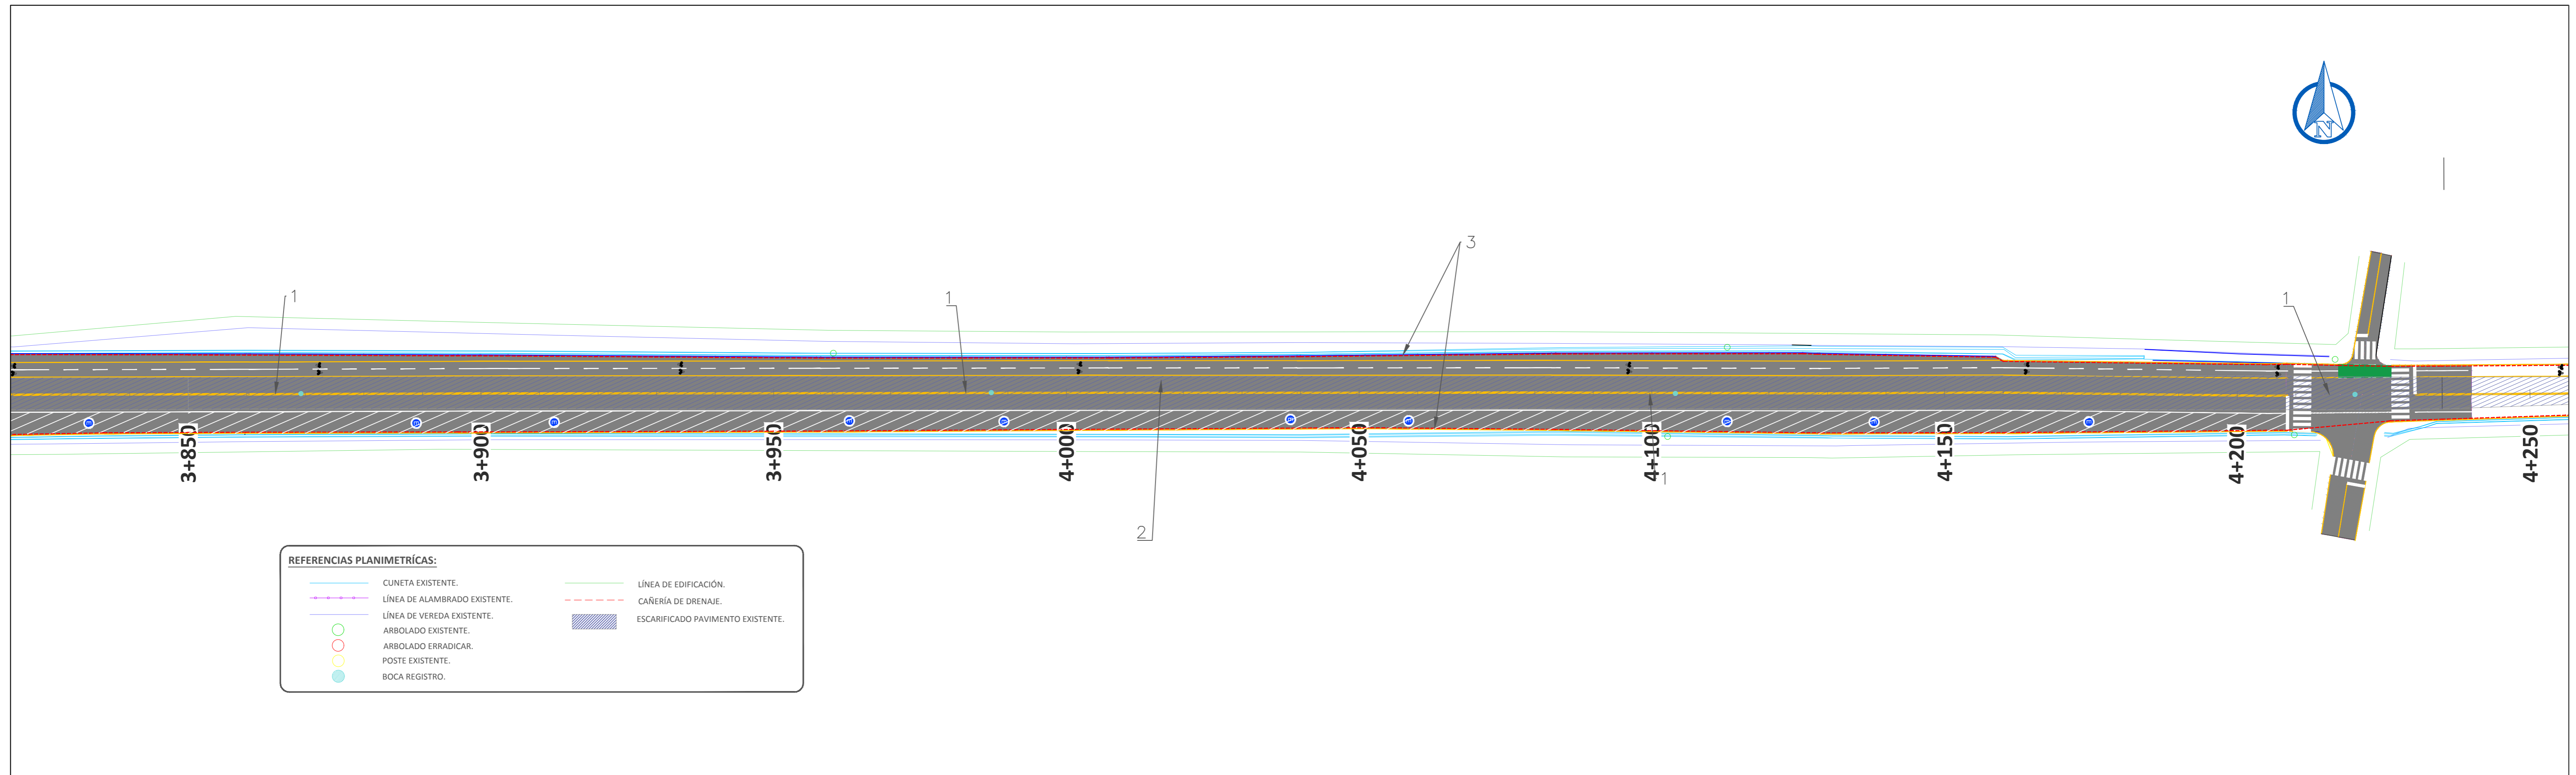 N
3
1
1
1
3+850
3+900
3+950
4+000
4+050
4+100
4+150
4+200
4+250
1
2
REFERENCIAS PLANIMETRÍCAS:
CUNETA EXISTENTE.
LÍNEA DE ALAMBRADO EXISTENTE.
LÍNEA DE VEREDA EXISTENTE.
ARBOLADO EXISTENTE.
ARBOLADO ERRADICAR.
POSTE EXISTENTE.
BOCA REGISTRO.
LÍNEA DE EDIFICACIÓN.
CAÑERÍA DE DRENAJE.
ESCARIFICADO PAVIMENTO EXISTENTE.